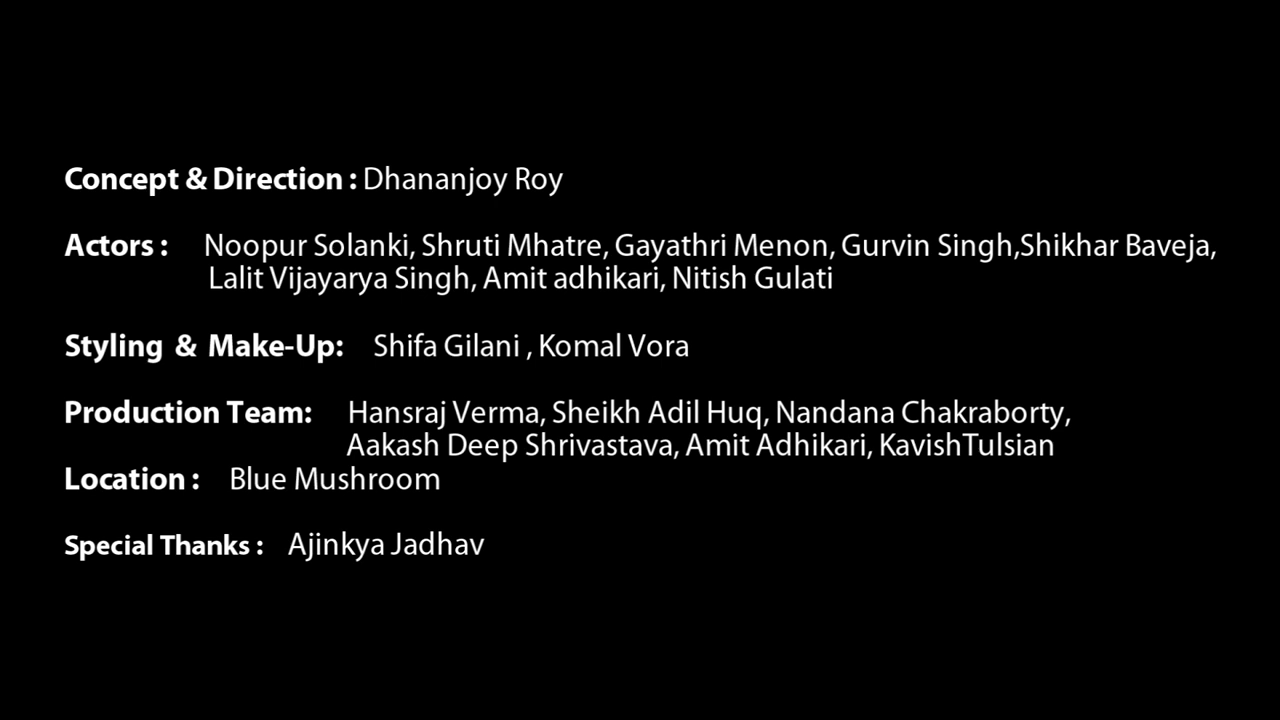 Concept & Direction : Dhananjoy Roy
Actors : Noopur Solanki, Shruti Mhatre, Gayathri Menon, Gurvin Singh,Shikhar Baveja,
Lalit Vijayarya Singh, Amit adhikari, Nitish Gulati
Styling & Make-Up: Shifa Gilani , Komal Vora
Production Team: Hansraj Verma, Sheikh Adil Huq, Nandana Chakraborty,
Aakash Deep Shrivastava, Amit Adhikari, KavishTulsian
Location : Blue Mushroom
Special Thanks : Ajinkya Jadhav